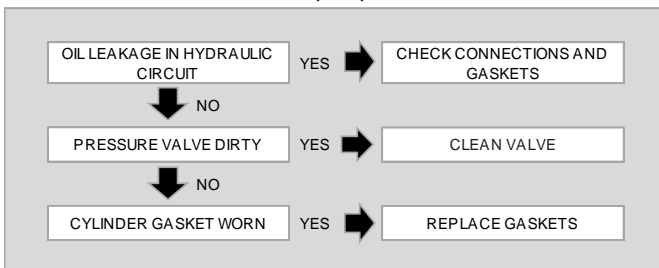 OIL LEAKAGE IN HYDRAULIC
CIRCUIT
YES
CHECK CONNECTIONS AND
GASKETS
NO
PRESSURE VALVE DIRTY
YES
CLEAN VALVE
NO
CYLINDER GASKET WORN
YES
REPLACE GASKETS